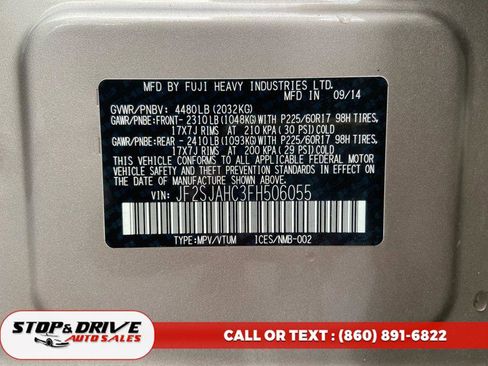 MFD BY FUJI HEAVY INDUSTRIES LTD.
MFD IN 09/14
GVWR/PNBV: 4480LB (2032KG)
GAWR/PNBE:FRONT- 2310 LB (1048KG)WITH P225/60R17 98H TIRES,
17X7J RIMS AT 210 KPA (30 PSI) COLD
GAWR/PNBE:REAR - 2410 LB (1093KG)WITH P225/60R17 98H TIRES,
17X7J RIMS AT 200 KPA (29 PSI) COLD
THIS VEHICLE CONFORMS TO ALL APPLICABLE FEDERAL MOTOR
VEHICLE SAFETY AND THEFT PREVENTION STANDARDS IN EFFECT
ON THE DATE OF MANUFACTURE SHOWN ABOVE.
VIN: JF2SJAHC3FH506055
TYPE:MPV/VTUM ICES/NMB-002
STOP & DRIVE
AUTO SALES
CALL OR TEXT : (860) 891-6822